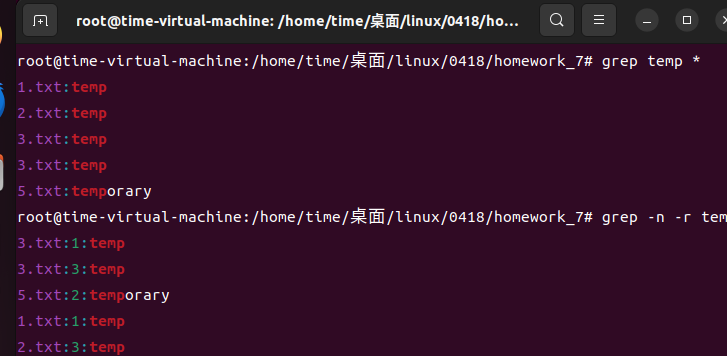 root@time-virtual-machine: /home/time/桌面/linux/0418/ho...
root@time-virtual-machine:/home/time/桌面/linux/0418/homework_7# grep temp *
1.txt:temp
2.txt:temp
3.txt:temp
3.txt:temp
5.txt:temporary
root@time-virtual-machine:/home/time/桌面/linux/0418/homework_7# grep -n -r tem
3.txt:1:temp
3.txt:3:temp
5.txt:2:temporary
1.txt:1:temp
2.txt:3:temp